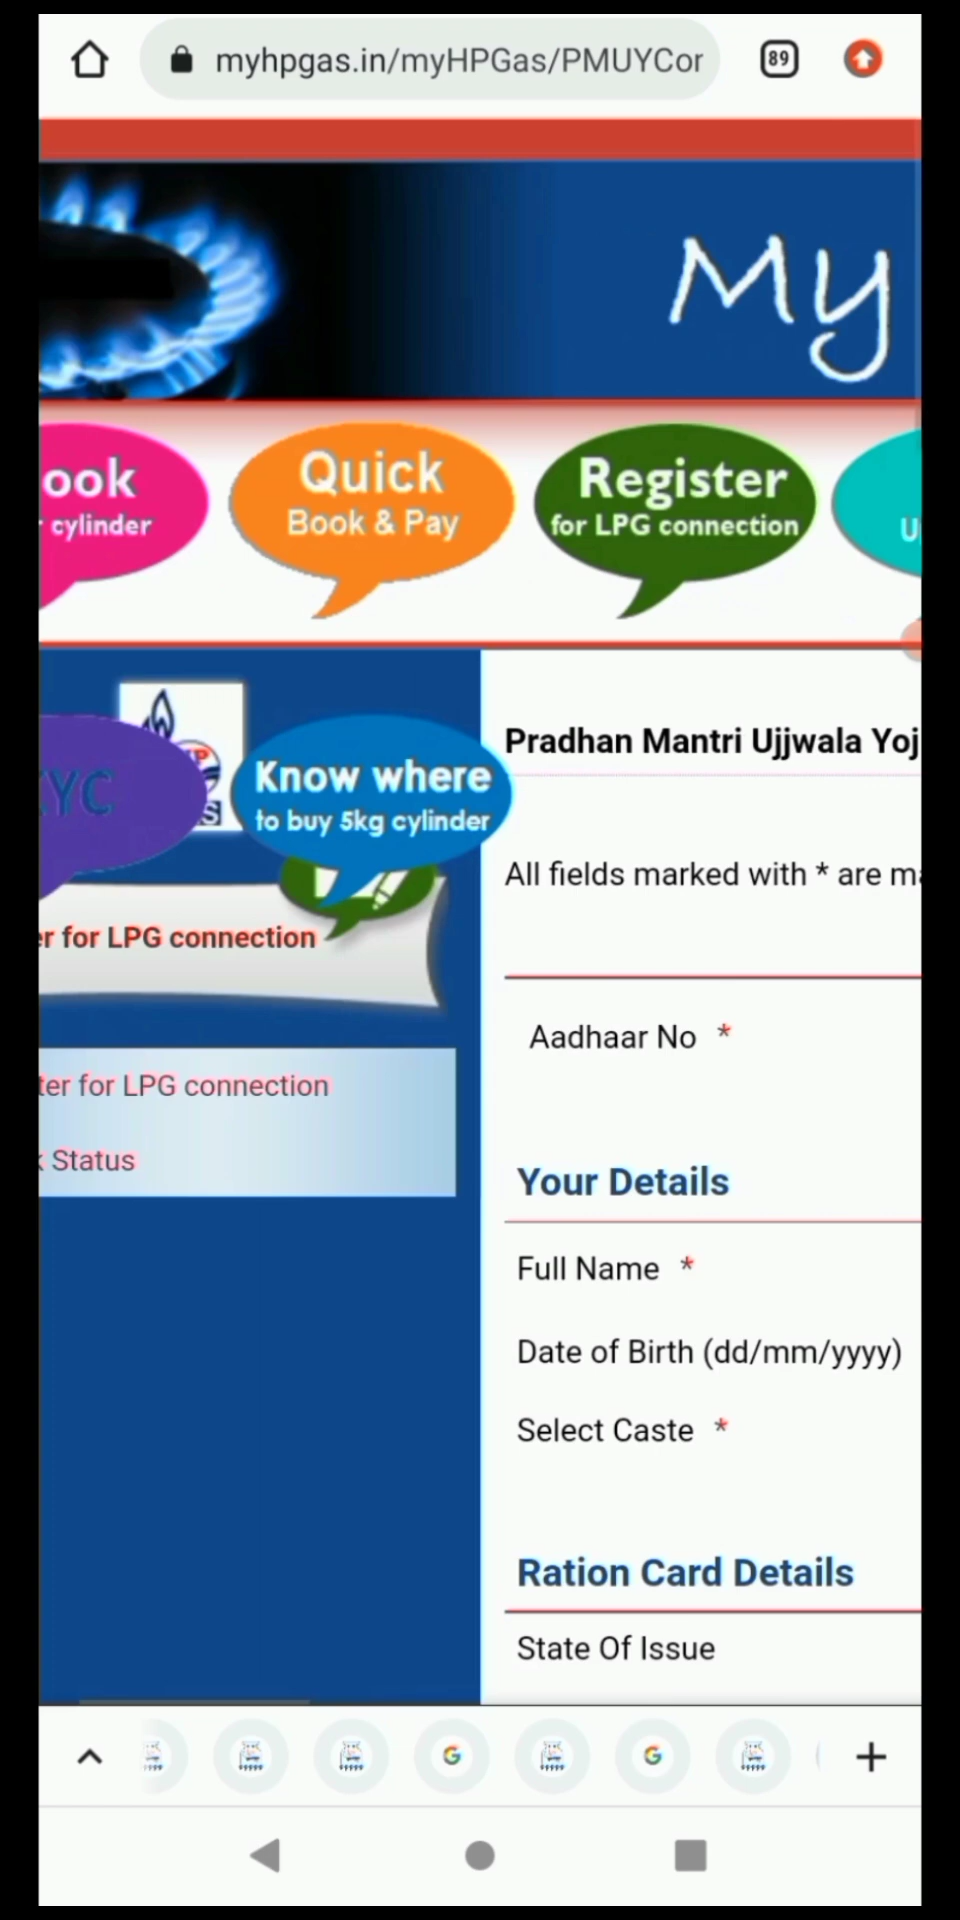 myhpgas.in/myHPGas/PMUYCor
89
My
ook
cylinder
Quick
Book & Pay
Register
for LPG connection
U
Pradhan Mantri Ujjwala Yoj
YC
Know where
to buy 5kg cylinder
All fields marked with * are ma
er for LPG connection
Aadhaar No *
ter for LPG connection
k Status
Your Details
Full Name *
Date of Birth (dd/mm/yyyy)
Select Caste *
Ration Card Details
State Of Issue